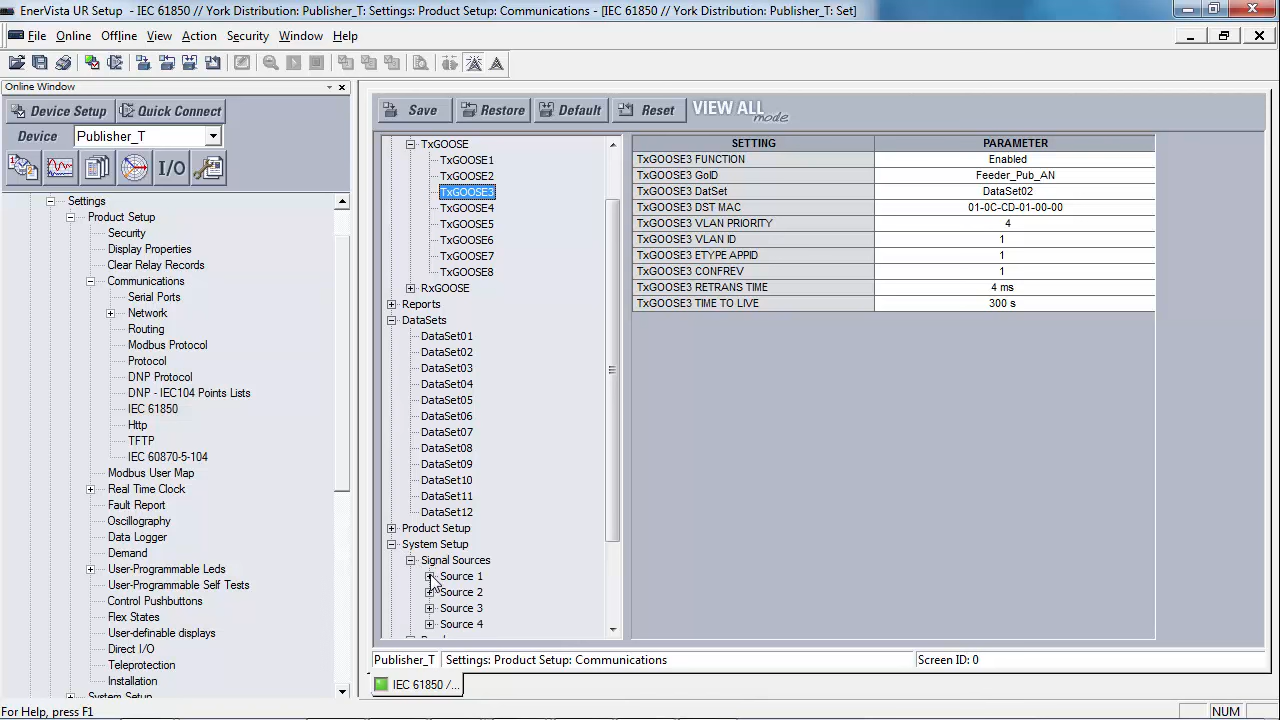 EnerVista UR Setup - IEC 61850 // York Distribution: Publisher_T: Settings: Product Setup: Communications - [IEC 61850 // York Distribution: Publisher_T: Set]
File Online Offline View Action Security Window Help
Online Window
Device Setup Quick Connect
Device Publisher_T
I/O
Settings
Product Setup
Security
Display Properties
Clear Relay Records
Communications
Serial Ports
Network
Routing
Modbus Protocol
Protocol
DNP Protocol
DNP - IEC104 Points Lists
IEC 61850
Http
TFTP
IEC 60870-5-104
Modbus User Map
Real Time Clock
Fault Report
Oscillography
Data Logger
Demand
User-Programmable Leds
User-Programmable Self Tests
Control Pushbuttons
Flex States
User-definable displays
Direct I/O
Teleprotection
Installation
System Setup
Save Restore Default Reset VIEW ALL mode
TxGOOSE
TxGOOSE1
TxGOOSE2
TxGOOSE3
TxGOOSE4
TxGOOSE5
TxGOOSE6
TxGOOSE7
TxGOOSE8
RxGOOSE
Reports
DataSets
DataSet01
DataSet02
DataSet03
DataSet04
DataSet05
DataSet06
DataSet07
DataSet08
DataSet09
DataSet10
DataSet11
DataSet12
Product Setup
System Setup
Signal Sources
Source 1
Source 2
Source 3
Source 4
SETTING PARAMETER
TxGOOSE3 FUNCTION Enabled
TxGOOSE3 GoID Feeder_Pub_AN
TxGOOSE3 DatSet DataSet02
TxGOOSE3 DST MAC 01-0C-CD-01-00-00
TxGOOSE3 VLAN PRIORITY 4
TxGOOSE3 VLAN ID 1
TxGOOSE3 ETYPE APPID 1
TxGOOSE3 CONFREV 1
TxGOOSE3 RETRANS TIME 4 ms
TxGOOSE3 TIME TO LIVE 300 s
Publisher_T Settings: Product Setup: Communications Screen ID: 0
IEC 61850 /...
For Help, press F1 NUM